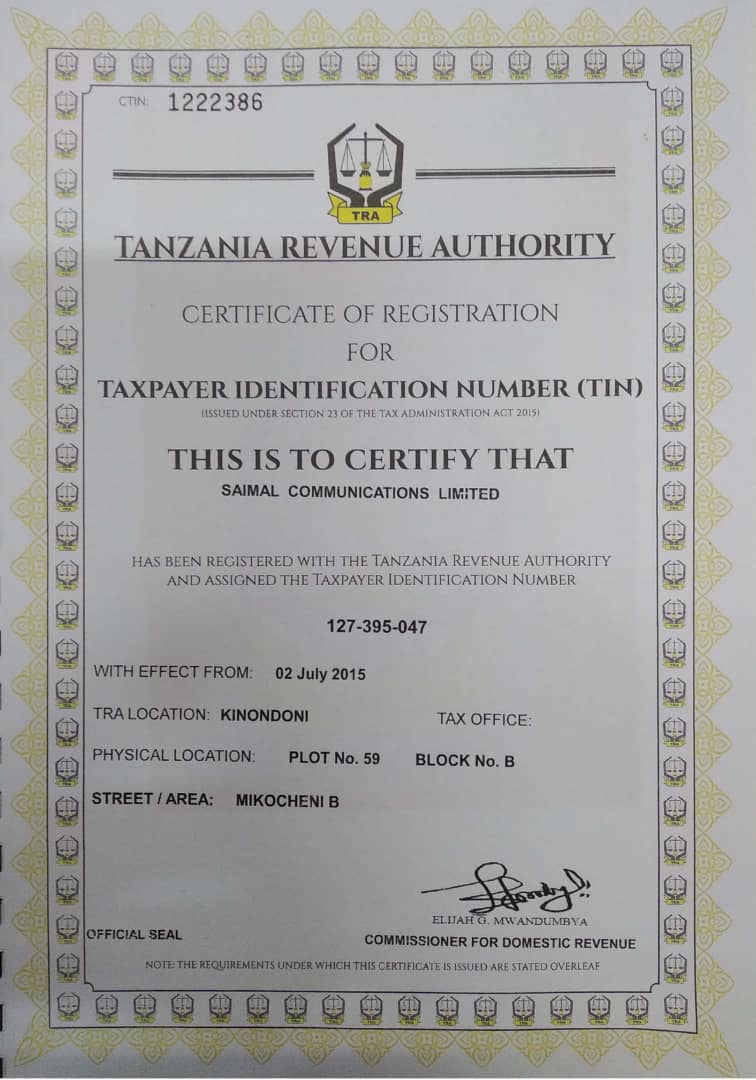 CTIN: 1222386
TRA
TANZANIA REVENUE AUTHORITY
CERTIFICATE OF REGISTRATION
FOR
TAXPAYER IDENTIFICATION NUMBER (TIN)
(ISSUED UNDER SECTION 23 OF THE TAX ADMINISTRATION ACT 2015)
THIS IS TO CERTIFY THAT
SAIMAL COMMUNICATIONS LIMITED
HAS BEEN REGISTERED WITH THE TANZANIA REVENUE AUTHORITY
AND ASSIGNED THE TAXPAYER IDENTIFICATION NUMBER
127-395-047
WITH EFFECT FROM: 02 July 2015
TRA LOCATION: KINONDONI TAX OFFICE:
PHYSICAL LOCATION: PLOT No. 59 BLOCK No. B
STREET / AREA: MIKOCHENI B
ELIJAH G. MWANDUMBYA
OFFICIAL SEAL
COMMISSIONER FOR DOMESTIC REVENUE
NOTE: THE REQUIREMENTS UNDER WHICH THIS CERTIFICATE IS ISSUED ARE STATED OVERLEAF